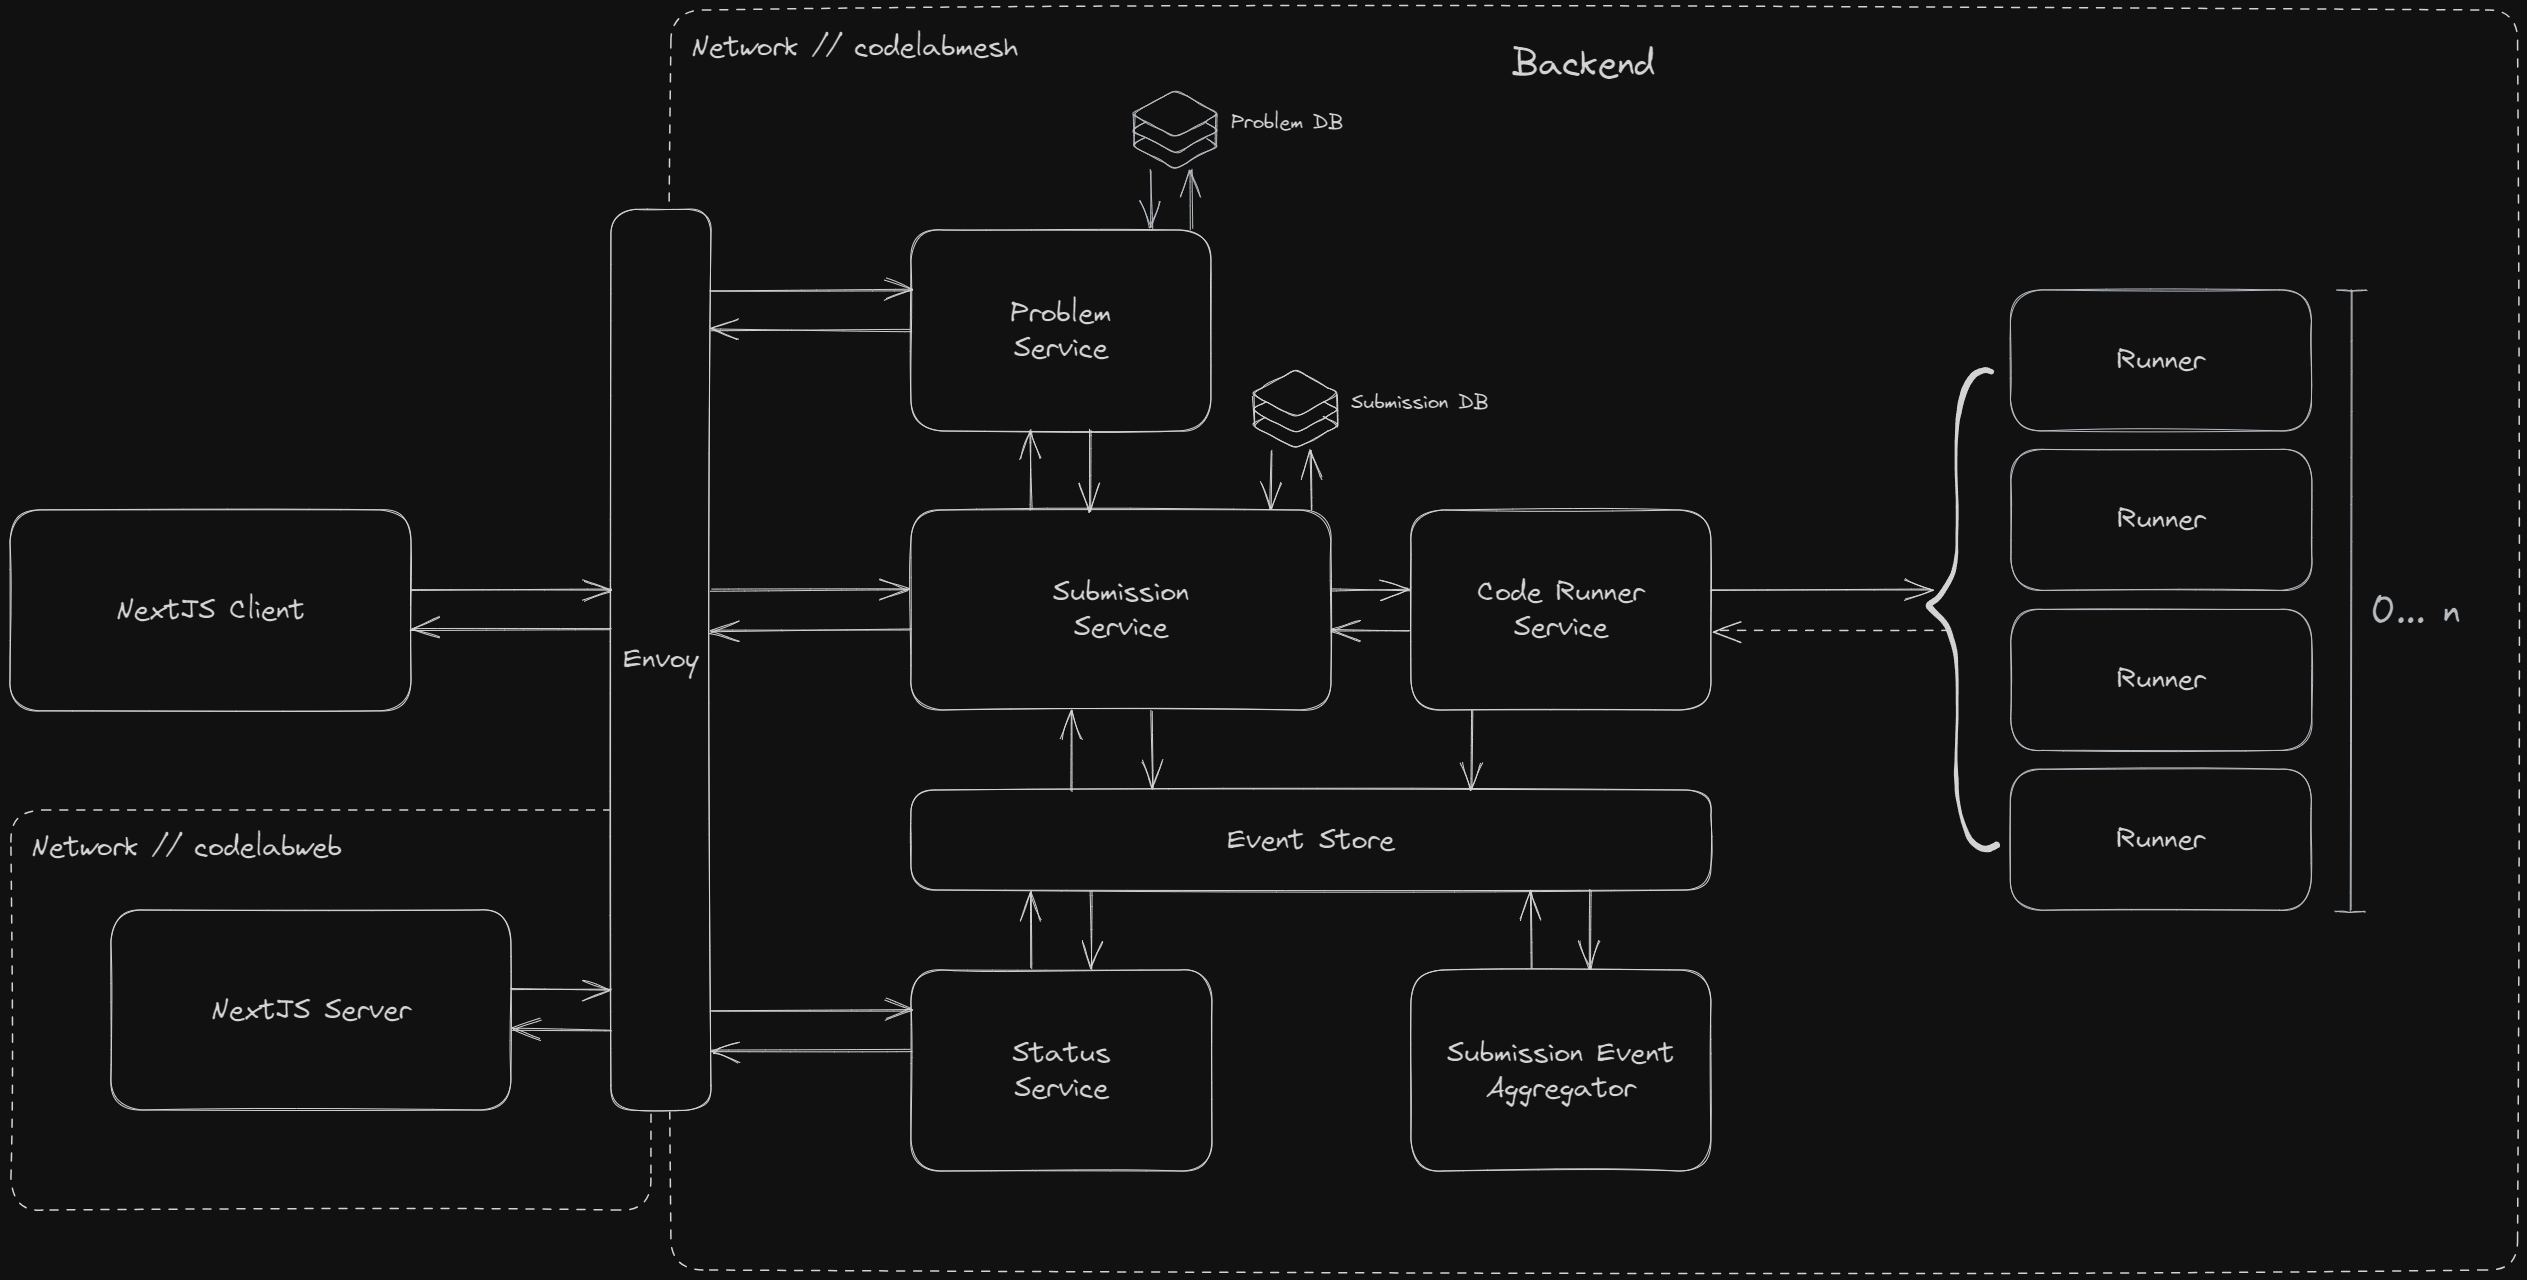 Network // codelabmesh
Backend
Problem DB
Problem
Service
Submission DB
Runner
Runner
NextJS Client
Submission
Service
Code Runner
Service
0... n
Envoy
Runner
Network // codelabweb
Event Store
Runner
NextJS Server
Status
Service
Submission Event
Aggregator